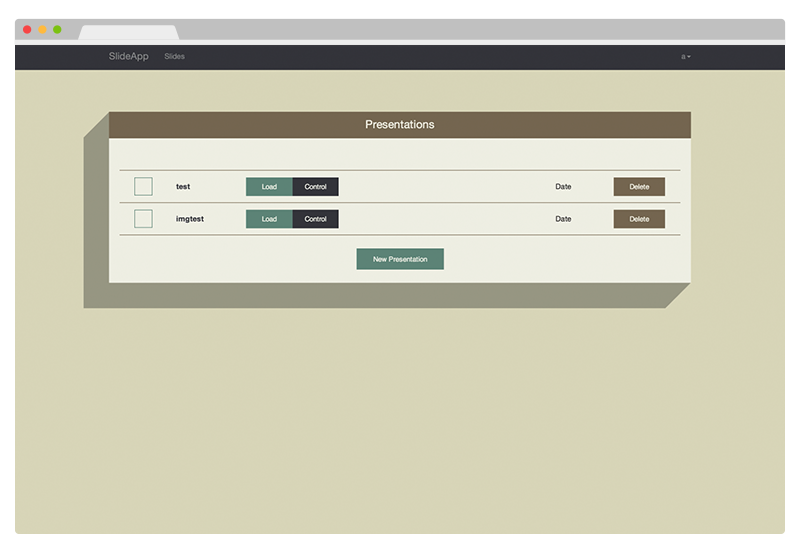 SlideApp Slides a
Presentations
test Load Control Date Delete
imgtest Load Control Date Delete
New Presentation